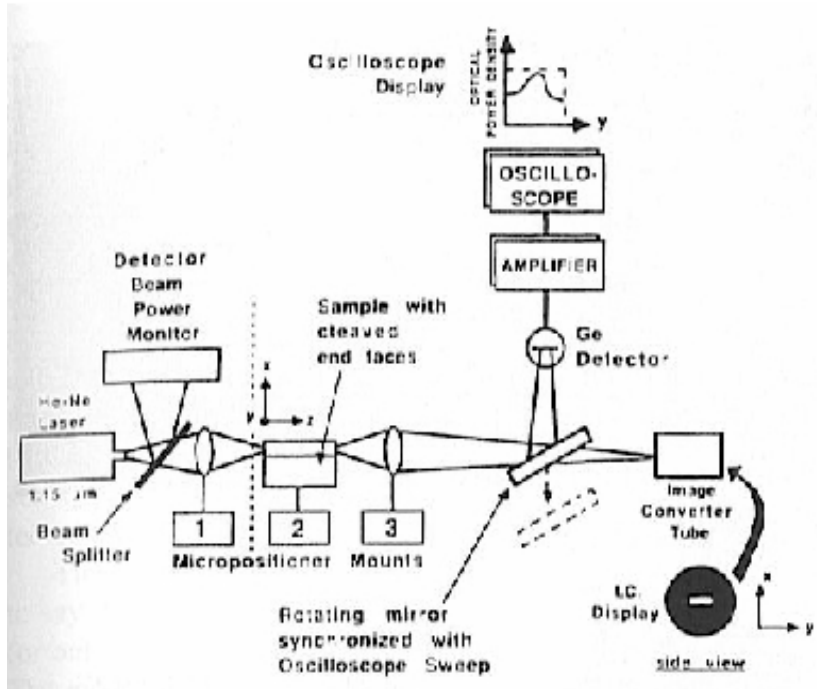 Oscilloscope
Display
OPTICAL
POWER DENSITY
y
OSCILLO-
SCOPE
AMPLIFIER
Ge
Detector
Detector
Beam
Power
Moniter
Sample with
cleaved
end faces
x
y
z
He-Ne
Laser
1.15 μm
Beam
Splitter
1
2
3
Micropositioner Mounts
Image
Converter
Tube
Rotating mirror
synchronized with
Oscilloscope Sweep
Display
x
y
side view